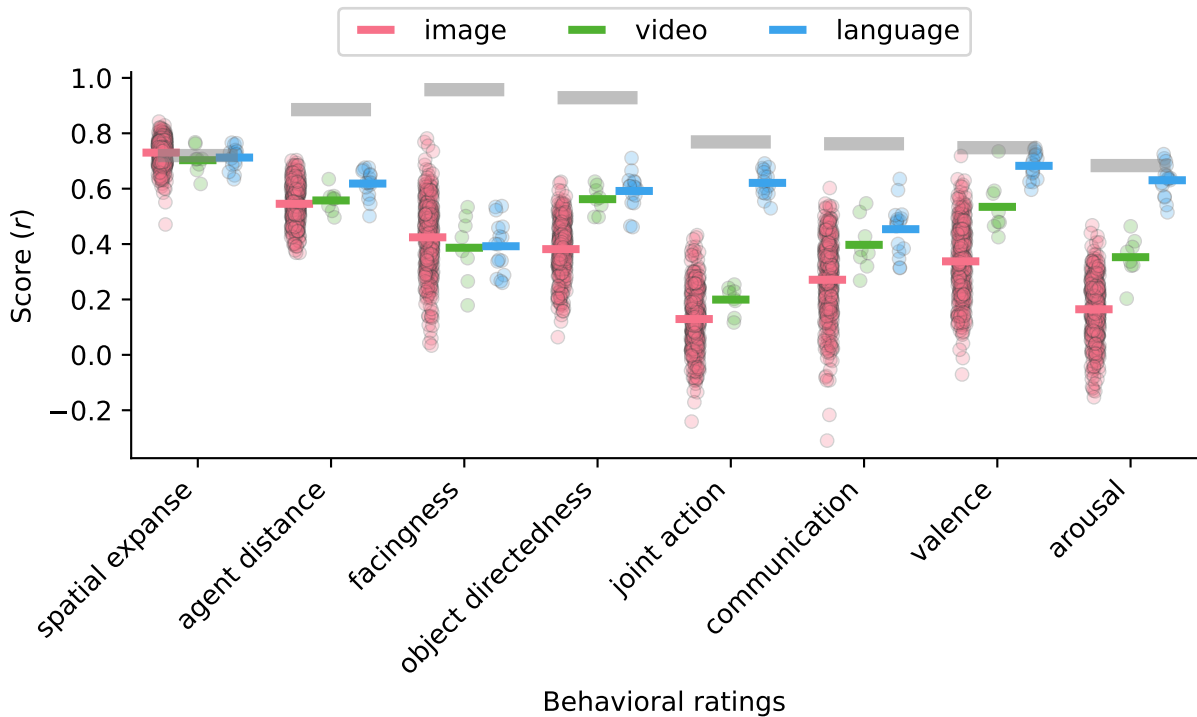 image video language
1.0
0.8
0.6
0.4
0.2
0.0
−0.2
Score (r)
spatial expanse
agent distance
facingness
object directedness
joint action
communication
valence
arousal
Behavioral ratings